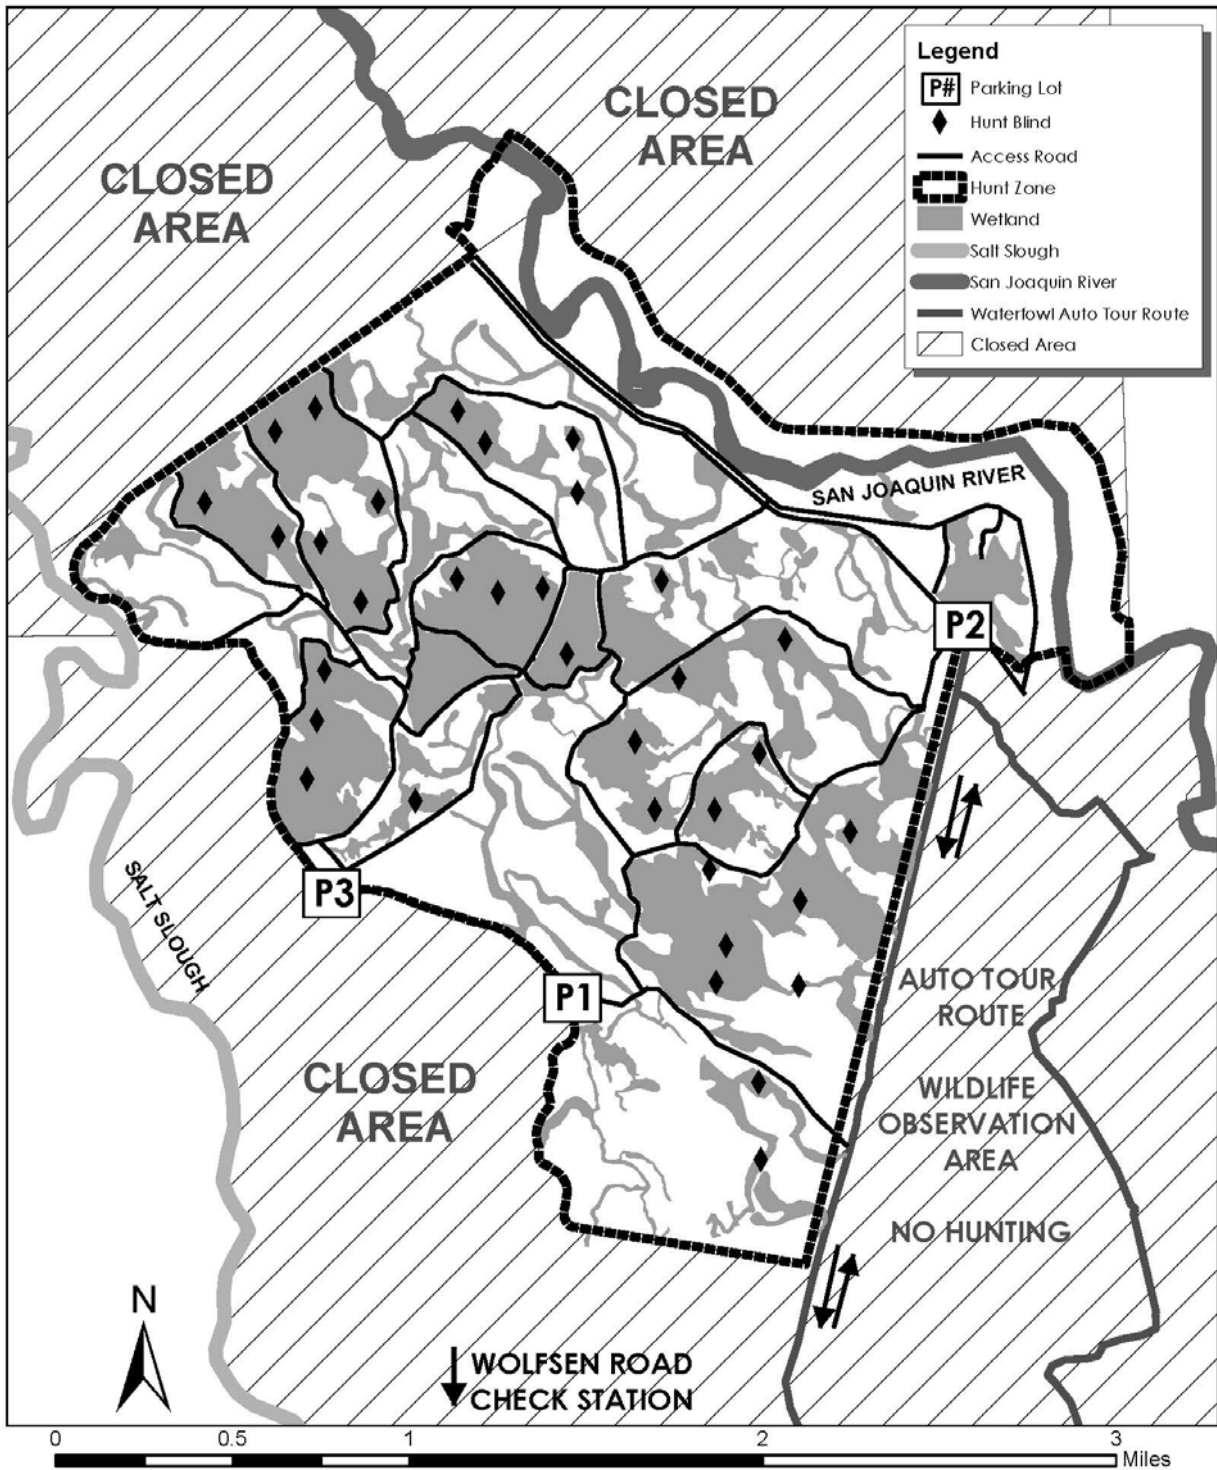 CLOSED
AREA
CLOSED
AREA
Legend
P# Parking Lot
Hunt Blind
Access Road
Hunt Zone
Wetland
Salt Slough
San Joaquin River
Waterfowl Auto Tour Route
Closed Area
SAN JOAQUIN RIVER
P2
P3
SALT SLOUGH
P1
AUTO TOUR
ROUTE
CLOSED
AREA
WILDLIFE
OBSERVATION
AREA
NO HUNTING
N
WOLFSEN ROAD
CHECK STATION
0 0.5 1 2 3
Miles